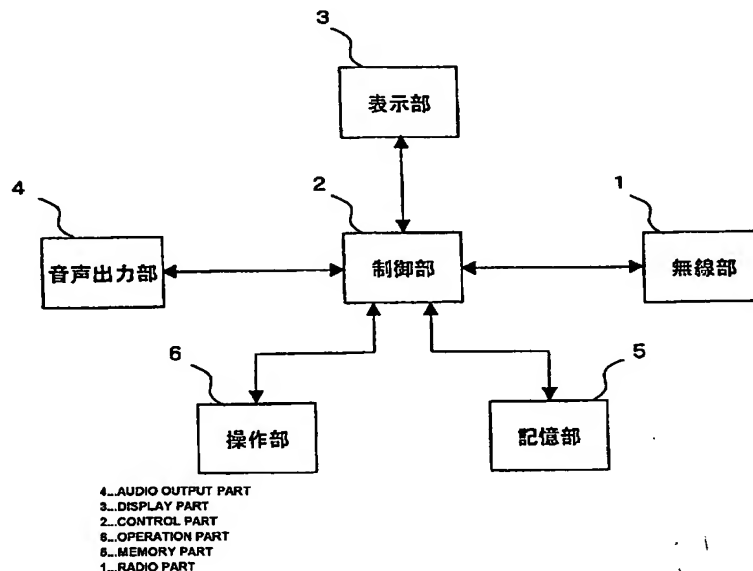 3
表示部
4
2
1
音声出力部
制御部
無線部
6
5
操作部
記憶部
4...AUDIO OUTPUT PART
3...DISPLAY PART
2...CONTROL PART
6...OPERATION PART
5...MEMORY PART
1...RADIO PART